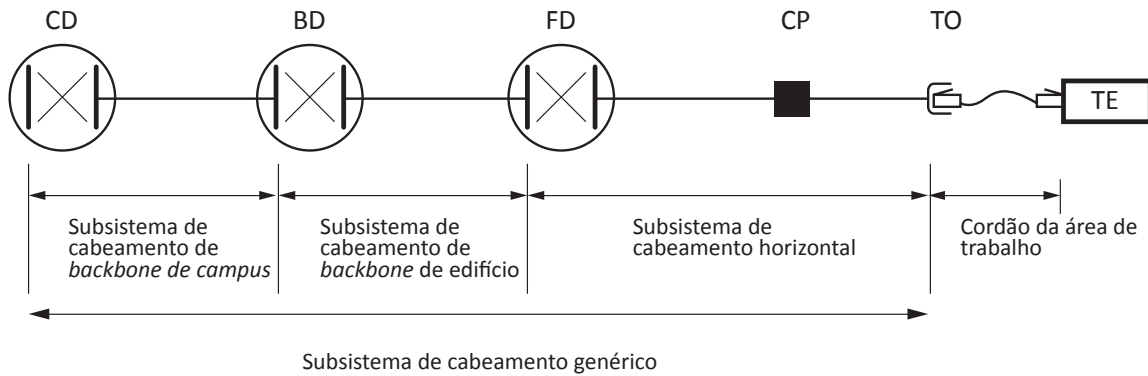 CD BD FD CP TO
TE
Subsistema de
cabeamento de
backbone de campus
Subsistema de
cabeamento de
backbone de edifício
Subsistema de
cabeamento horizontal
Cordão da área de
trabalho
Subsistema de cabeamento genérico